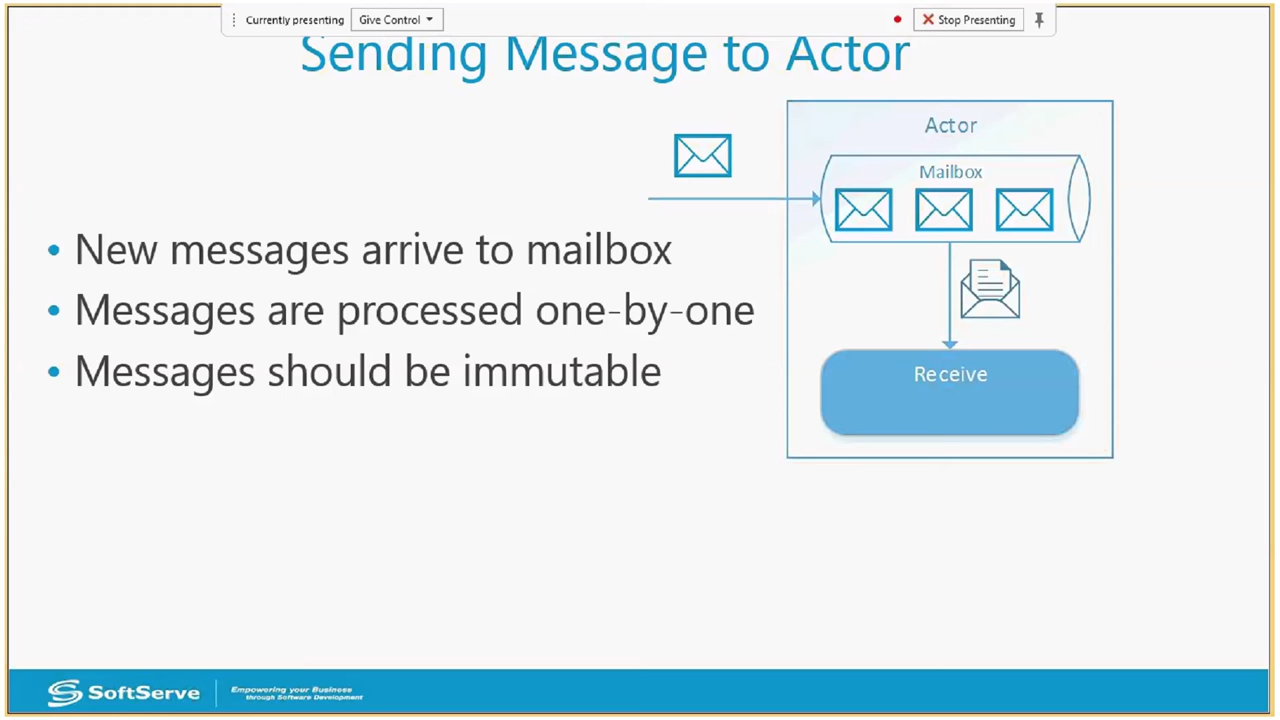 Currently presenting
Give Control
Stop Presenting
Sending Message to Actor
Actor
Mailbox
• New messages arrive to mailbox
• Messages are processed one-by-one
• Messages should be immutable
Receive
SoftServe
Empowering your Business
through Software Development